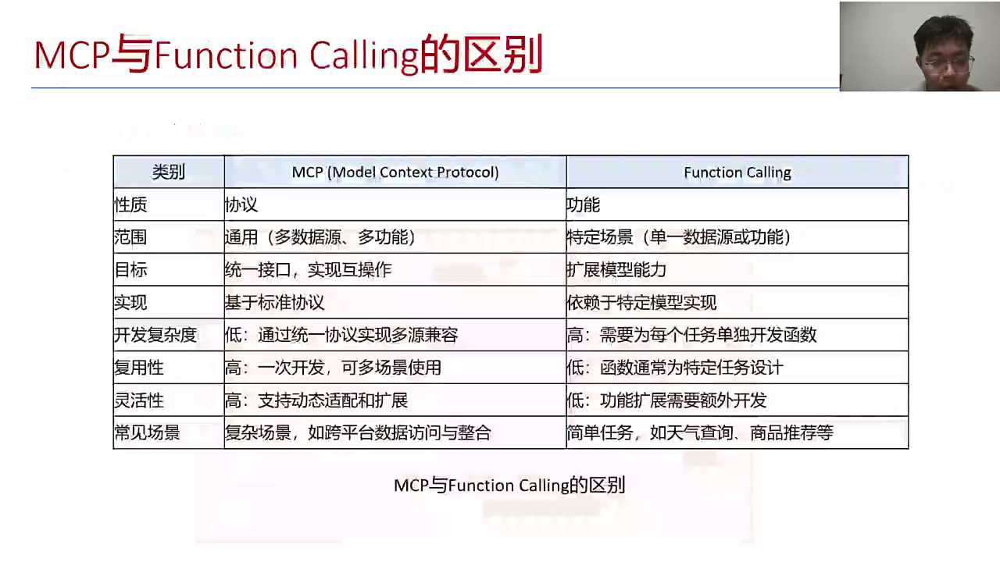 MCP与Function Calling的区别
类别 MCP (Model Context Protocol) Function Calling
性质 协议 功能
范围 通用（多数据源、多功能） 特定场景（单一数据源或功能）
目标 统一接口，实现互操作 扩展模型能力
实现 基于标准协议 依赖于特定模型实现
开发复杂度 低：通过统一协议实现多源兼容 高：需要为每个任务单独开发函数
复用性 高：一次开发，可多场景使用 低：函数通常为特定任务设计
灵活性 高：支持动态适配和扩展 低：功能扩展需要额外开发
常见场景 复杂场景，如跨平台数据访问与整合 简单任务，如天气查询、商品推荐等
MCP与Function Calling的区别